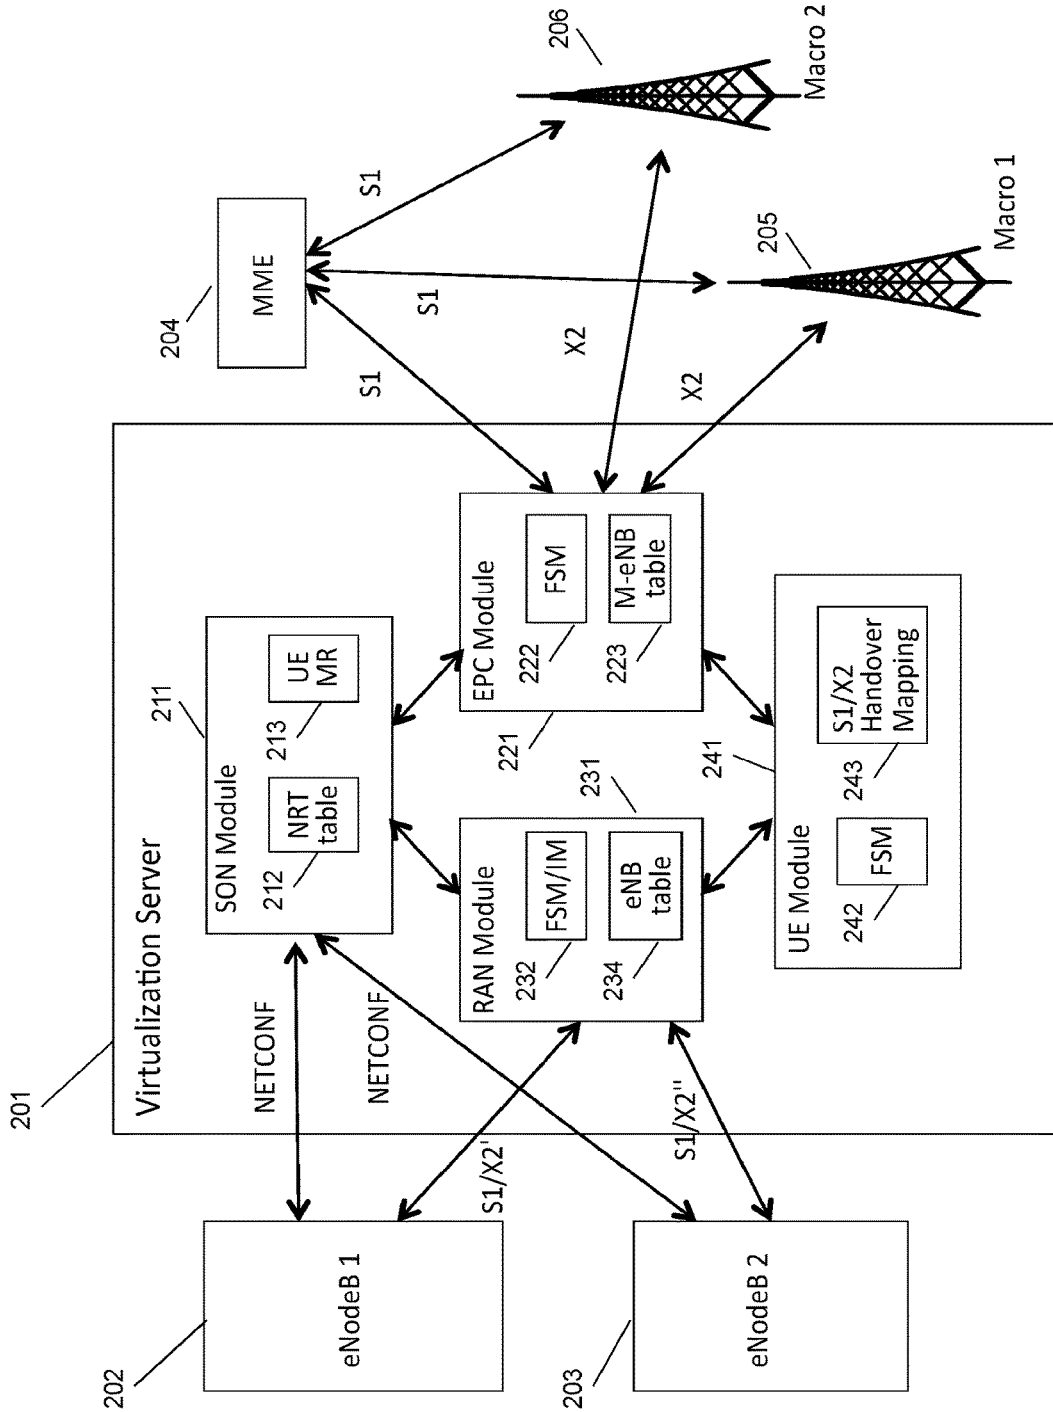 201
Virtualization Server
202
eNodeB 1
203
eNodeB 2
NETCONF
NETCONF
S1/X2'
S1/X2"
211
SON Module
212
NRT
table
213
UE
MR
RAN Module
231
232
FSM/IM
234
eNB
table
EPC Module
221
222
FSM
223
M-eNB
table
241
UE Module
242
FSM
243
S1/X2
Handover
Mapping
204
MME
S1
S1
S1
X2
X2
205
Macro 1
206
Macro 2